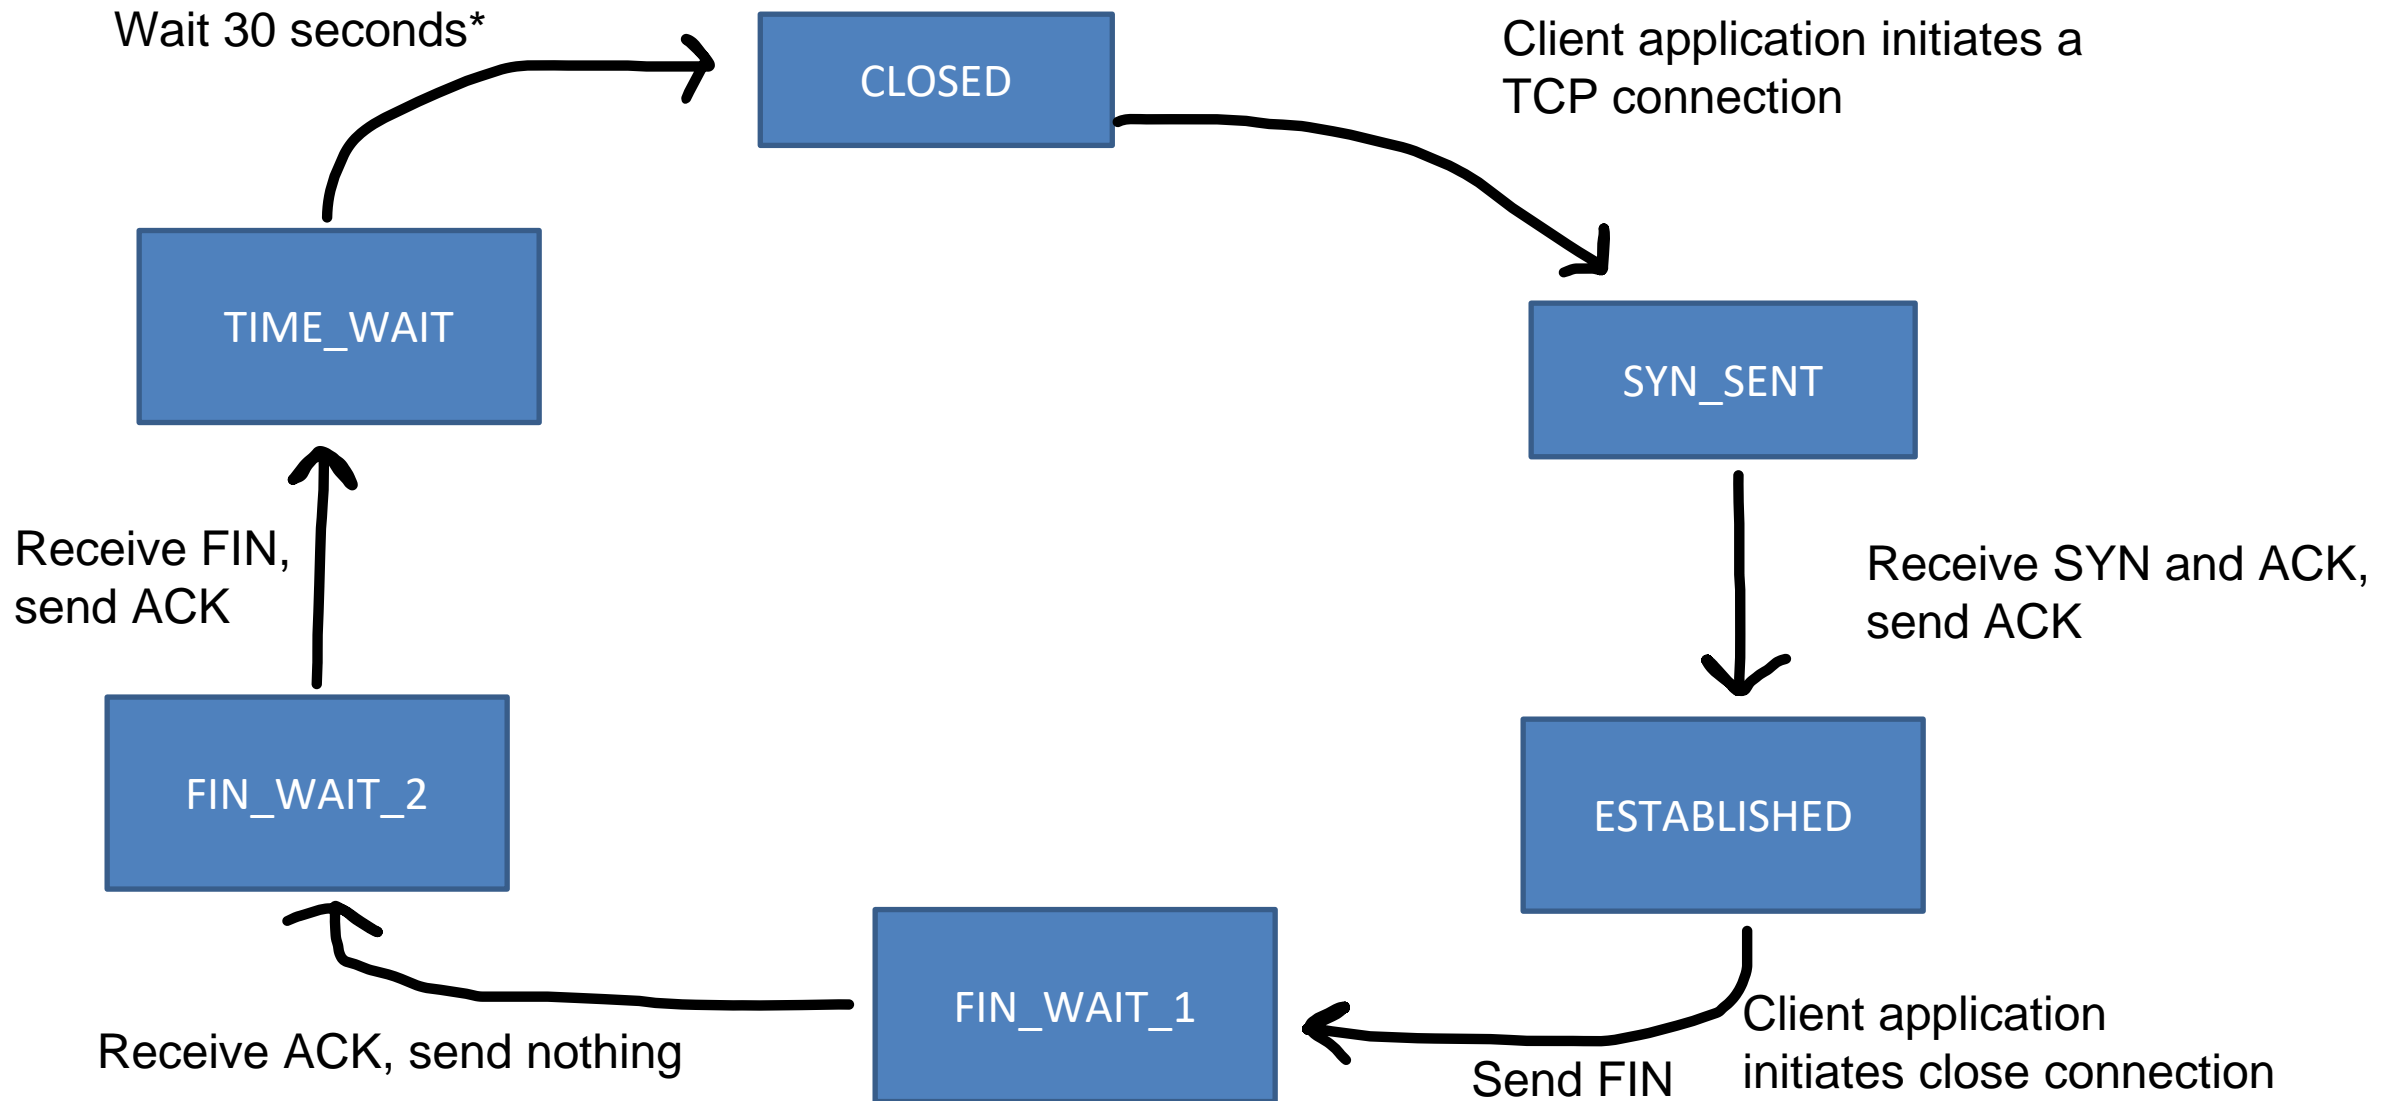 Wait 30 seconds*
CLOSED
Client application initiates a
TCP connection
TIME_WAIT
SYN_SENT
Receive FIN,
send ACK
Receive SYN and ACK,
send ACK
FIN_WAIT_2
ESTABLISHED
FIN_WAIT_1
Client application
initiates close connection
Receive ACK, send nothing
Send FIN